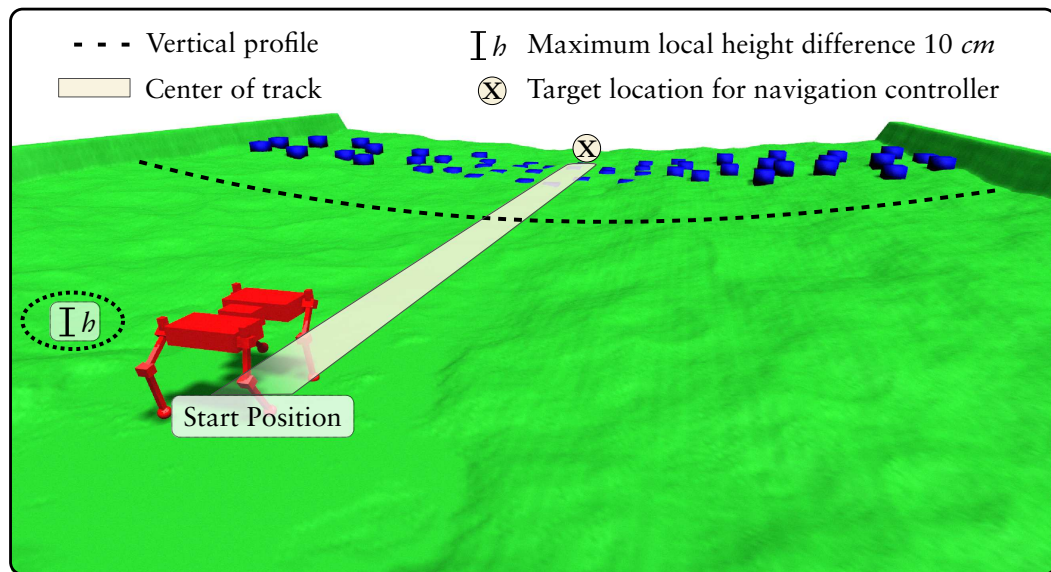 Vertical profile
h Maximum local height difference 10 cm
Center of track
X Target location for navigation controller
X
h
Start Position